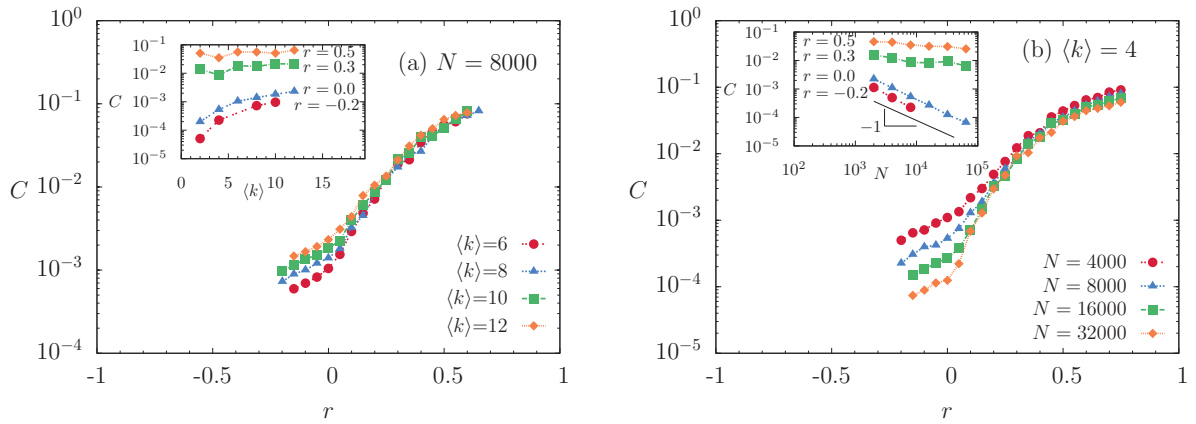 10^0
10^-1
10^-2
10^-3
10^-4
C
-1
-0.5
0
0.5
1
r
(a) N = 8000
⟨k⟩=6
⟨k⟩=8
⟨k⟩=10
⟨k⟩=12
10^-1
10^-2
10^-3
10^-4
10^-5
C
0
5
10
15
⟨k⟩
r = 0.5
r = 0.3
r = 0.0
r = −0.2
10^0
10^-1
10^-2
10^-3
10^-4
10^-5
C
-1
-0.5
0
0.5
1
r
(b) ⟨k⟩ = 4
N = 4000
N = 8000
N = 16000
N = 32000
10^-1
10^-2
10^-3
10^-4
10^-5
C
10^2
10^3
10^4
10^5
N
r = 0.5
r = 0.3
r = 0.0
r = −0.2
−1